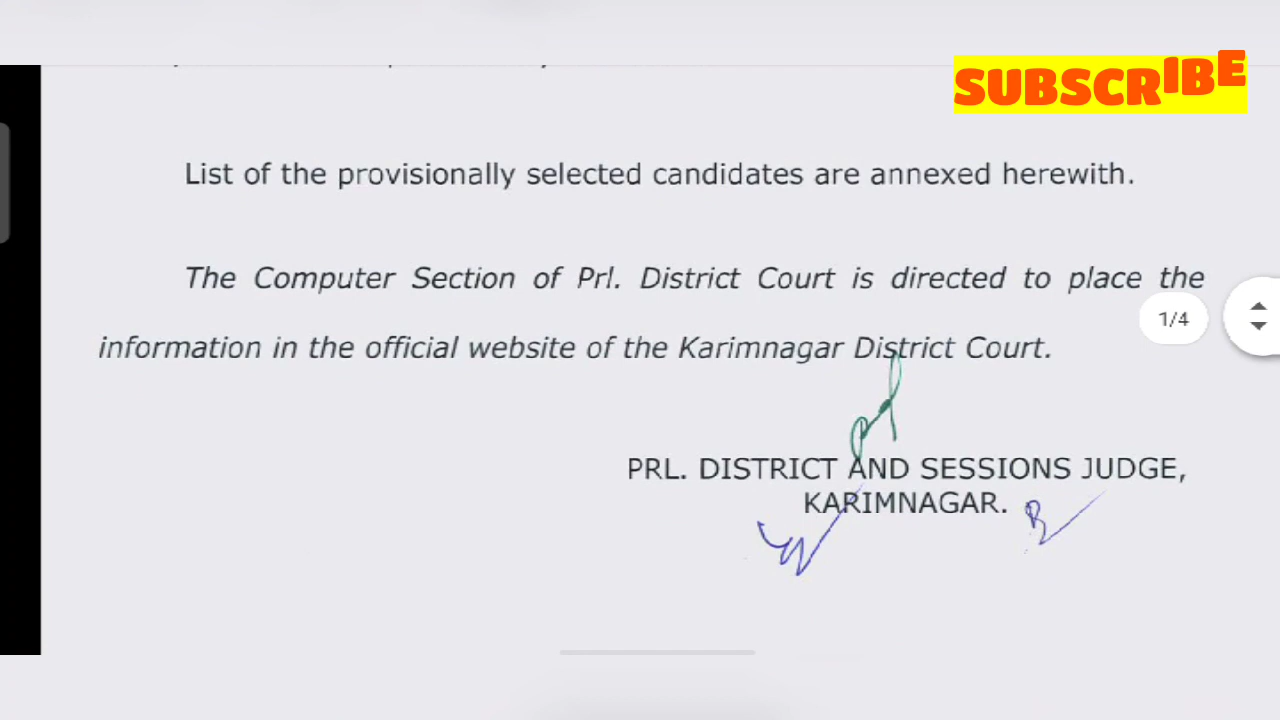 SUBSCRIBE
List of the provisionally selected candidates are annexed herewith.
The Computer Section of Prl. District Court is directed to place the
1/4
information in the official website of the Karimnagar District Court.
PRL. DISTRICT AND SESSIONS JUDGE,
KARIMNAGAR.